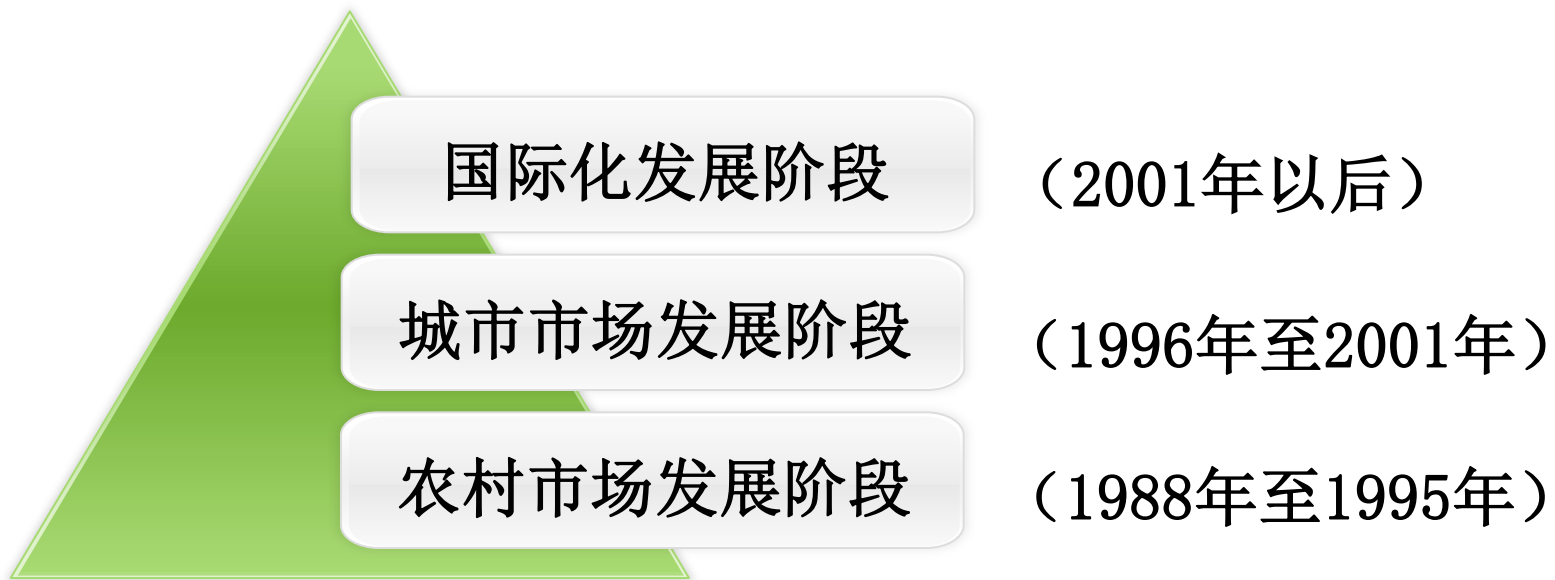 国际化发展阶段 （2001年以后）
城市市场发展阶段 （1996年至2001年）
农村市场发展阶段 （1988年至1995年）